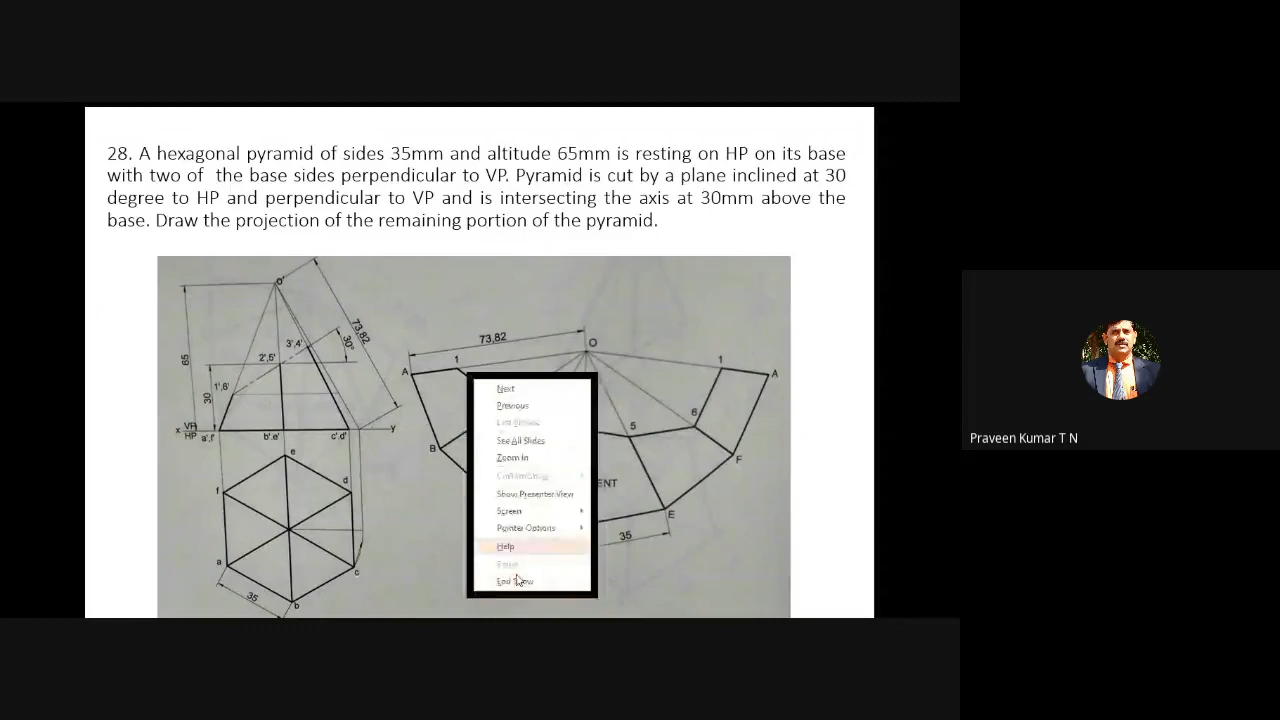 28. A hexagonal pyramid of sides 35mm and altitude 65mm is resting on HP on its base
with two of the base sides perpendicular to VP. Pyramid is cut by a plane inclined at 30
degree to HP and perpendicular to VP and is intersecting the axis at 30mm above the
base. Draw the projection of the remaining portion of the pyramid.
O'
73,82
30°
3',4'
2',5'
65
1',6'
30
x VP
HP
a',f'
b',e'
c',d'
y
e
f
d
a
c
b
35
73,82
O
A
1
1
A
B
5
6
F
ENT
E
35
Next
Previous
See All Slides
Zoom In
Show Presenter View
Screen
Pointer Options
Help
End Show
Praveen Kumar T N